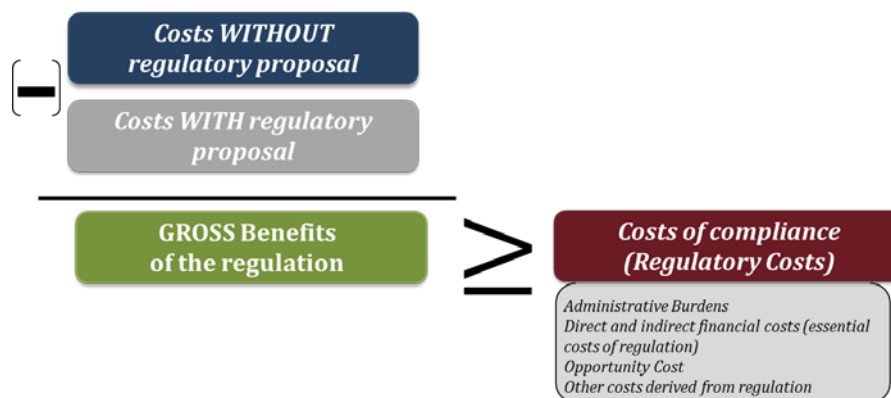 Costs WITHOUT
regulatory proposal
Costs WITH regulatory
proposal
GROSS Benefits
of the regulation
≥
Costs of compliance
(Regulatory Costs)
Administrative Burdens
Direct and indirect financial costs (essential
costs of regulation)
Opportunity Cost
Other costs derived from regulation